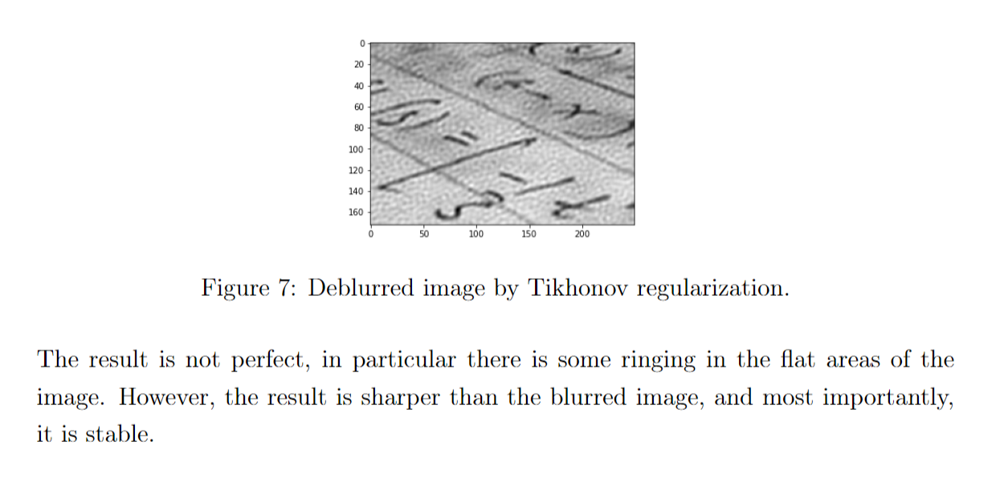 0
20
40
60
80
100
120
140
160
0 50 100 150 200
Figure 7: Deblurred image by Tikhonov regularization.
The result is not perfect, in particular there is some ringing in the flat areas of the
image. However, the result is sharper than the blurred image, and most importantly,
it is stable.